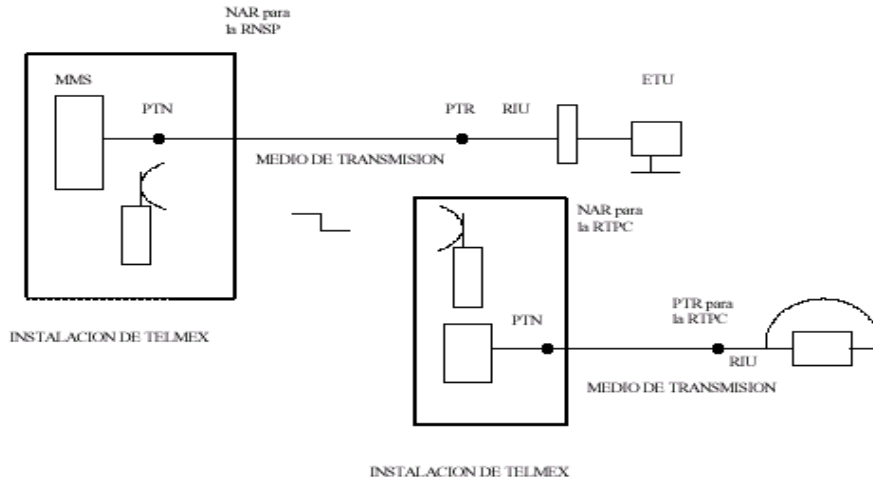 NAR para
la RNSP
MMS
PTN
PTR
RIU
ETU
MEDIO DE TRANSMISION
NAR para
la RTPC
INSTALACION DE TELMEX
PTN
PTR para
la RTPC
RIU
MEDIO DE TRANSMISION
INSTALACION DE TELMEX